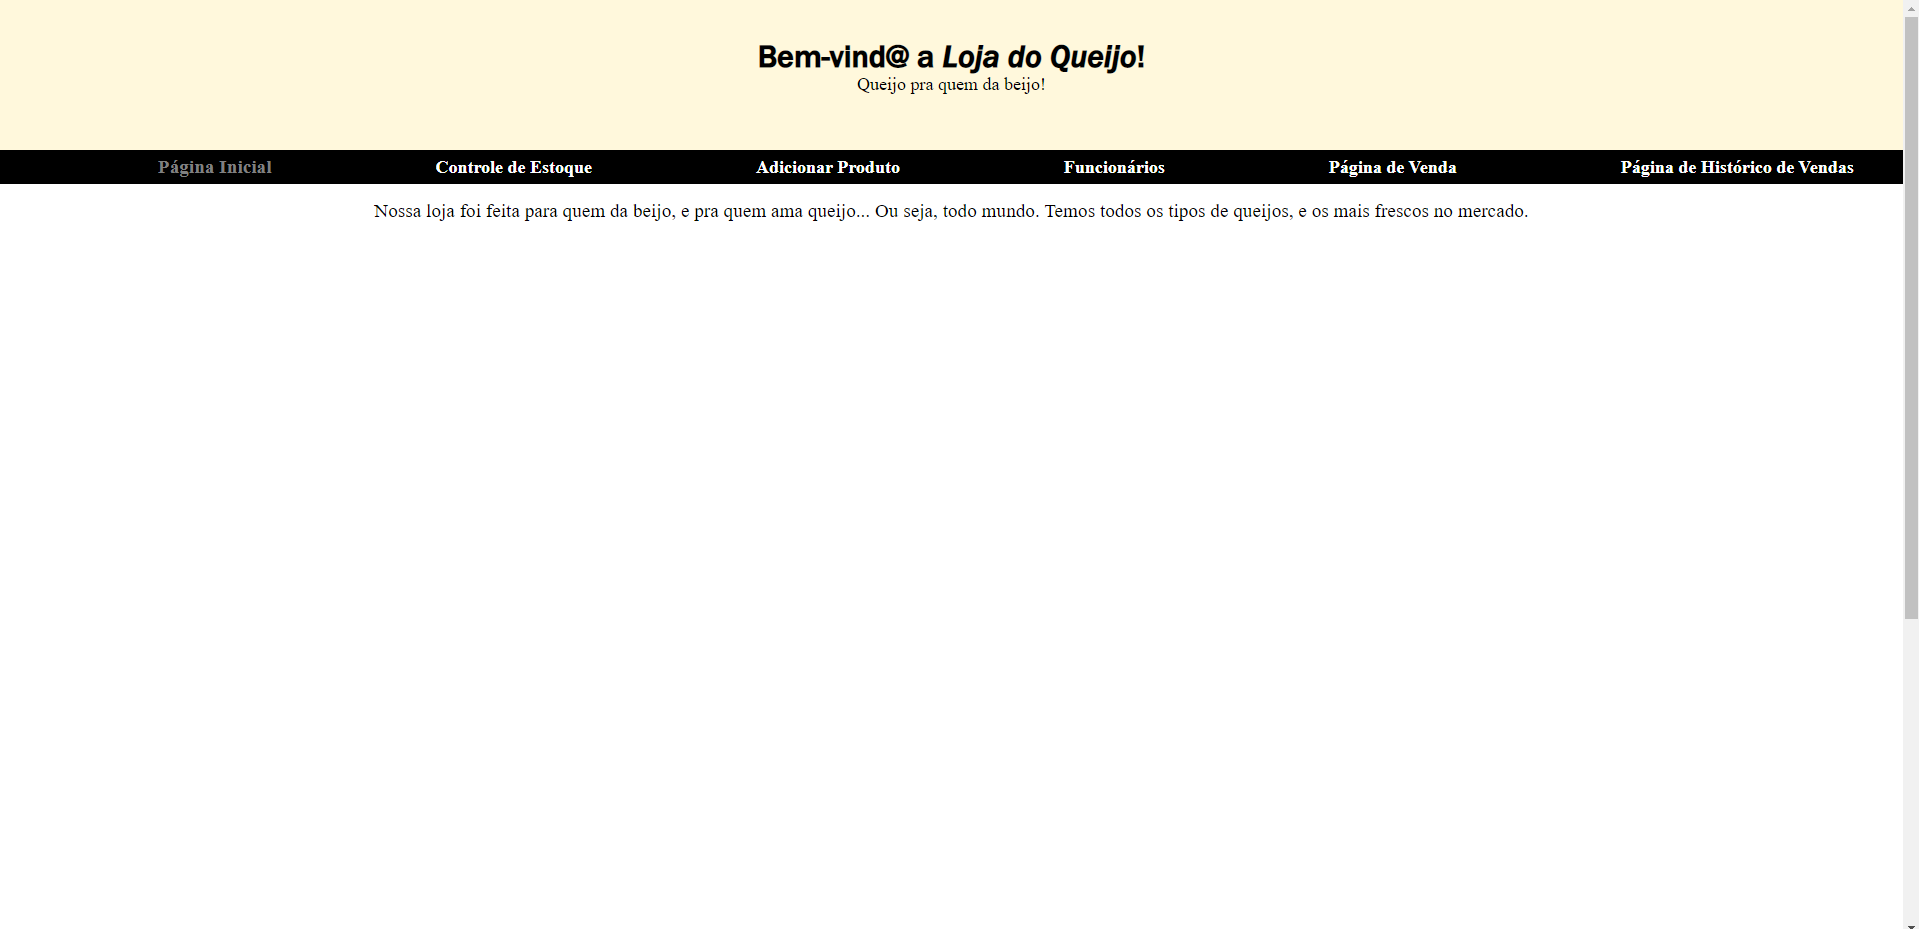 Bem-vind@ a Loja do Queijo!
Queijo pra quem da beijo!
Página Inicial Controle de Estoque Adicionar Produto Funcionários Página de Venda Página de Histórico de Vendas
Nossa loja foi feita para quem da beijo, e pra quem ama queijo... Ou seja, todo mundo. Temos todos os tipos de queijos, e os mais frescos no mercado.